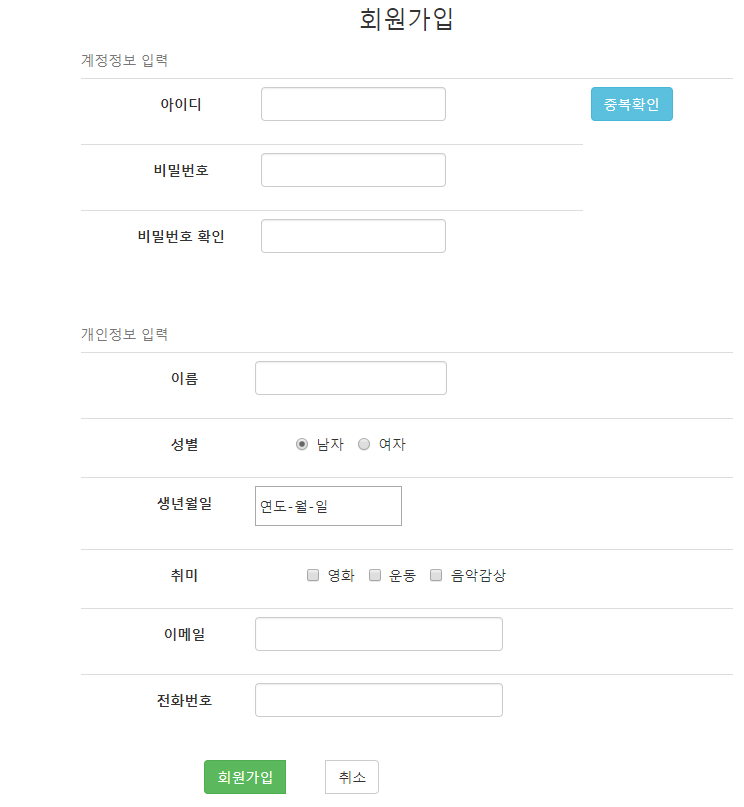 회원가입
계정정보 입력
아이디 중복확인
비밀번호
비밀번호 확인
개인정보 입력
이름
성별 남자 여자
생년월일 연도-월-일
취미 영화 운동 음악감상
이메일
전화번호
회원가입 취소